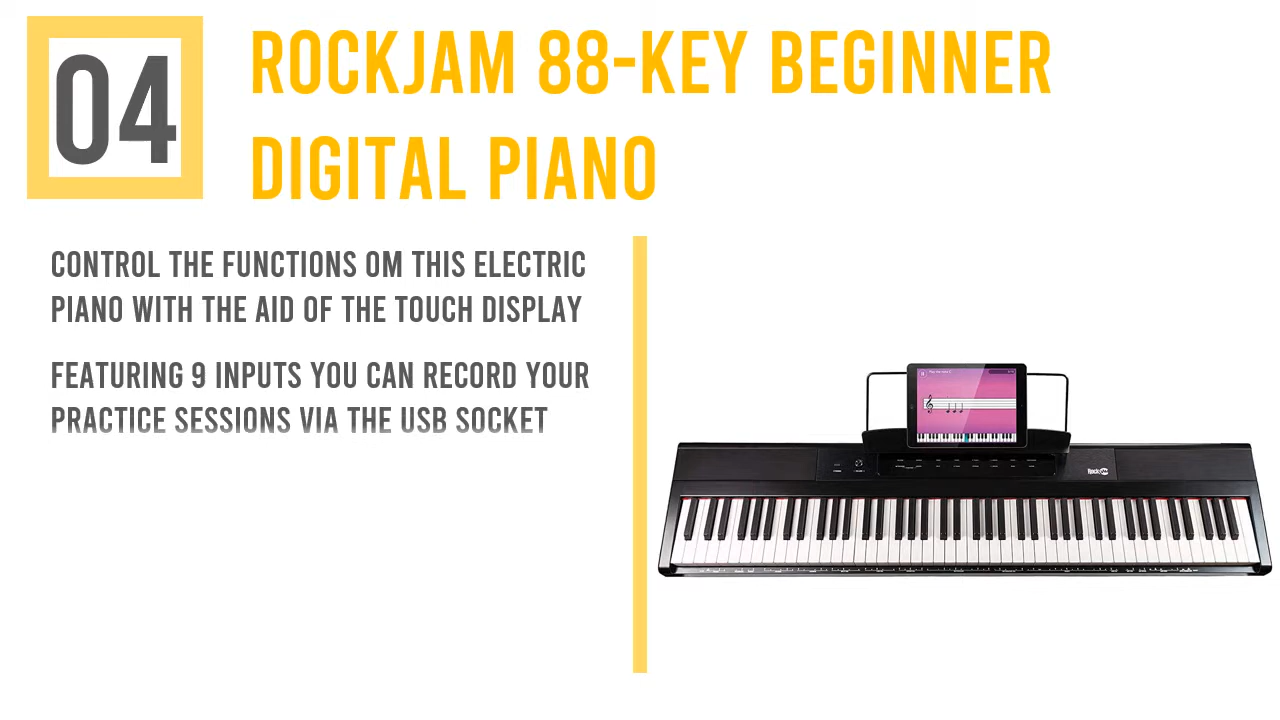 04
ROCKJAM 88-KEY BEGINNER
DIGITAL PIANO
CONTROL THE FUNCTIONS OM THIS ELECTRIC
PIANO WITH THE AID OF THE TOUCH DISPLAY
FEATURING 9 INPUTS YOU CAN RECORD YOUR
PRACTICE SESSIONS VIA THE USB SOCKET
RockJam